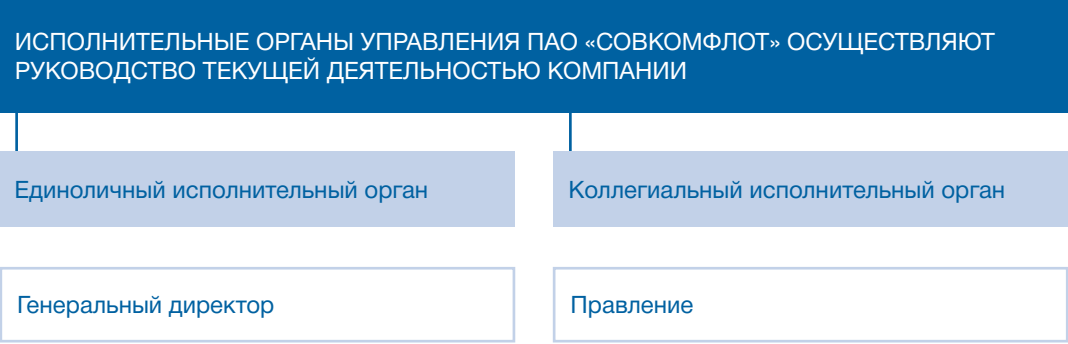 ИСПОЛНИТЕЛЬНЫЕ ОРГАНЫ УПРАВЛЕНИЯ ПАО «СОВКОМФЛОТ» ОСУЩЕСТВЛЯЮТ
РУКОВОДСТВО ТЕКУЩЕЙ ДЕЯТЕЛЬНОСТЬЮ КОМПАНИИ
Единоличный исполнительный орган
Коллегиальный исполнительный орган
Генеральный директор
Правление